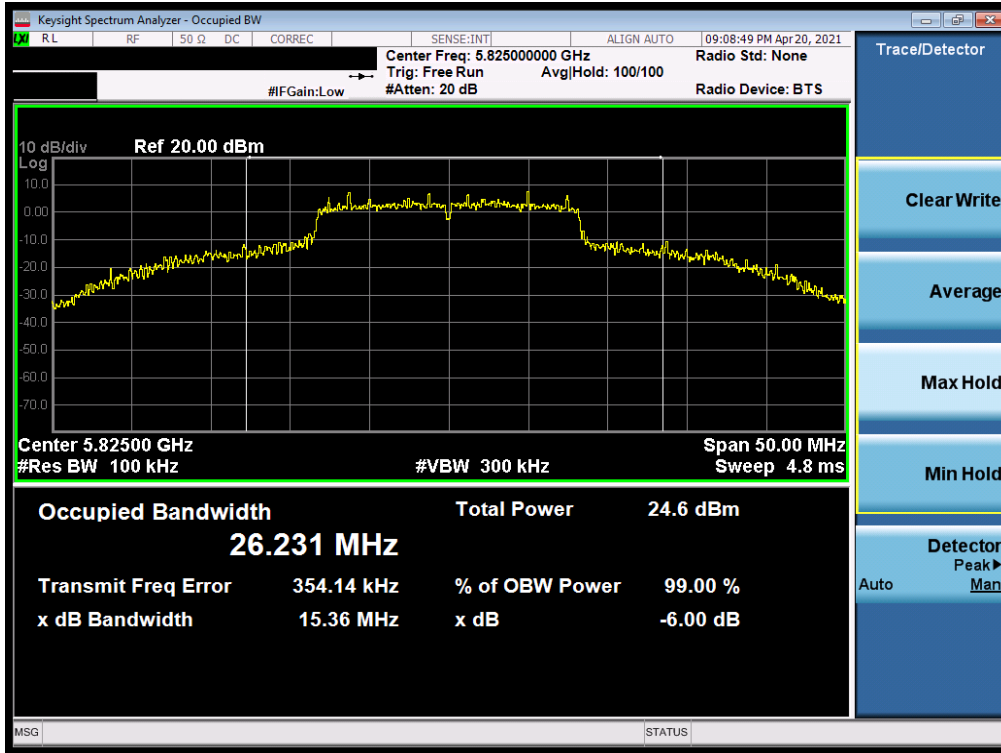 Keysight Spectrum Analyzer - Occupied BW
LXI RL RF 50 Ω DC CORREC SENSE:INT ALIGN AUTO 09:08:49 PM Apr 20, 2021
Center Freq: 5.825000000 GHz Radio Std: None
Trig: Free Run Avg|Hold: 100/100
#IFGain:Low #Atten: 20 dB Radio Device: BTS
Trace/Detector
10 dB/div Ref 20.00 dBm
Log
10.0
0.00
-10.0
-20.0
-30.0
-40.0
-50.0
-60.0
-70.0
Center 5.82500 GHz Span 50.00 MHz
#Res BW 100 kHz #VBW 300 kHz Sweep 4.8 ms
Occupied Bandwidth Total Power 24.6 dBm
26.231 MHz
Transmit Freq Error 354.14 kHz % of OBW Power 99.00 %
x dB Bandwidth 15.36 MHz x dB -6.00 dB
Clear Write
Average
Max Hold
Min Hold
Detector
Peak▶
Auto Man
MSG STATUS